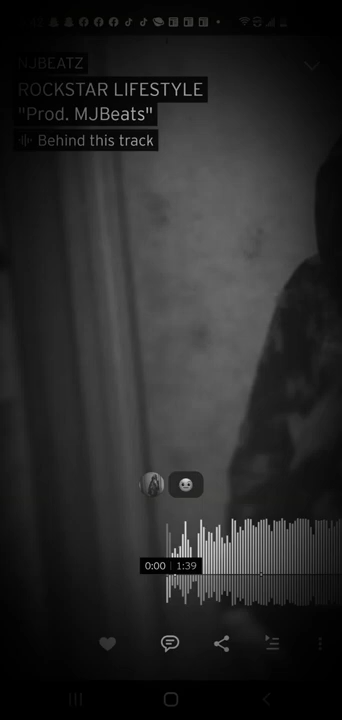 NJBEATZ
ROCKSTAR LIFESTYLE
"Prod. MJBeats"
Behind this track
0:00 | 1:39